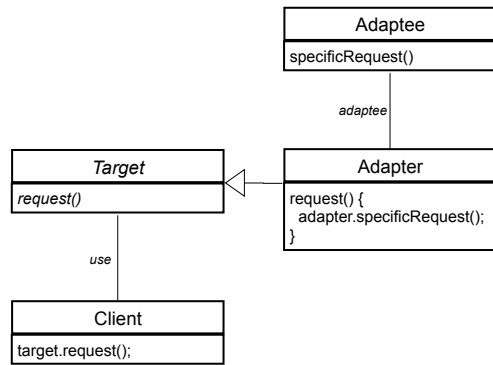 Adaptee
specificRequest()
adaptee
Target
request()
Adapter
request() {
adapter.specificRequest();
}
use
Client
target.request();